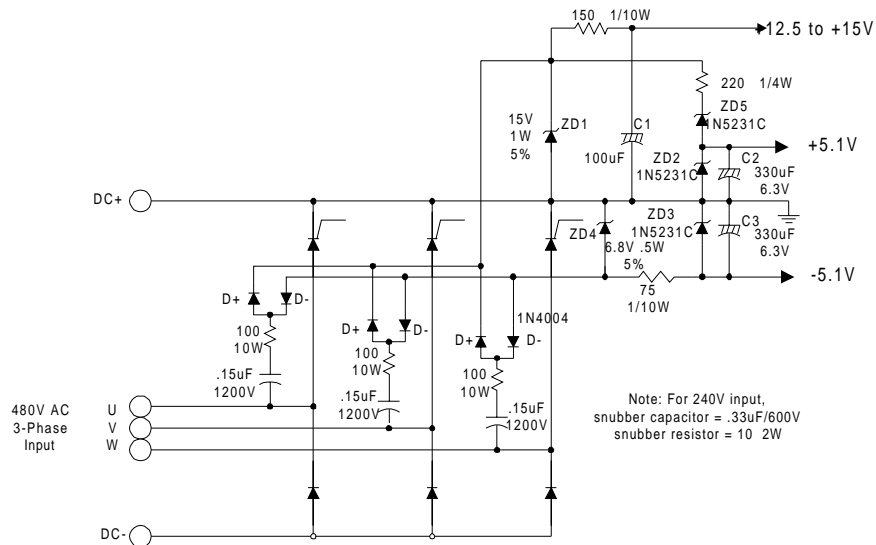 150 1/10W
+12.5 to +15V
220 1/4W
ZD5
1N5231C
15V
1W
5%
ZD1
C1
100uF
+5.1V
ZD2
1N5231C
C2
330uF
6.3V
DC+
ZD4
6.8V .5W
5%
ZD3
1N5231C
C3
330uF
6.3V
-5.1V
75
1/10W
D+
D-
100
10W
.15uF
1200V
D+
D-
100
10W
.15uF
1200V
1N4004
D+
D-
100
10W
.15uF
1200V
480V AC
3-Phase
Input
U
V
W
Note: For 240V input,
snubber capacitor = .33uF/600V
snubber resistor = 10 2W
DC-